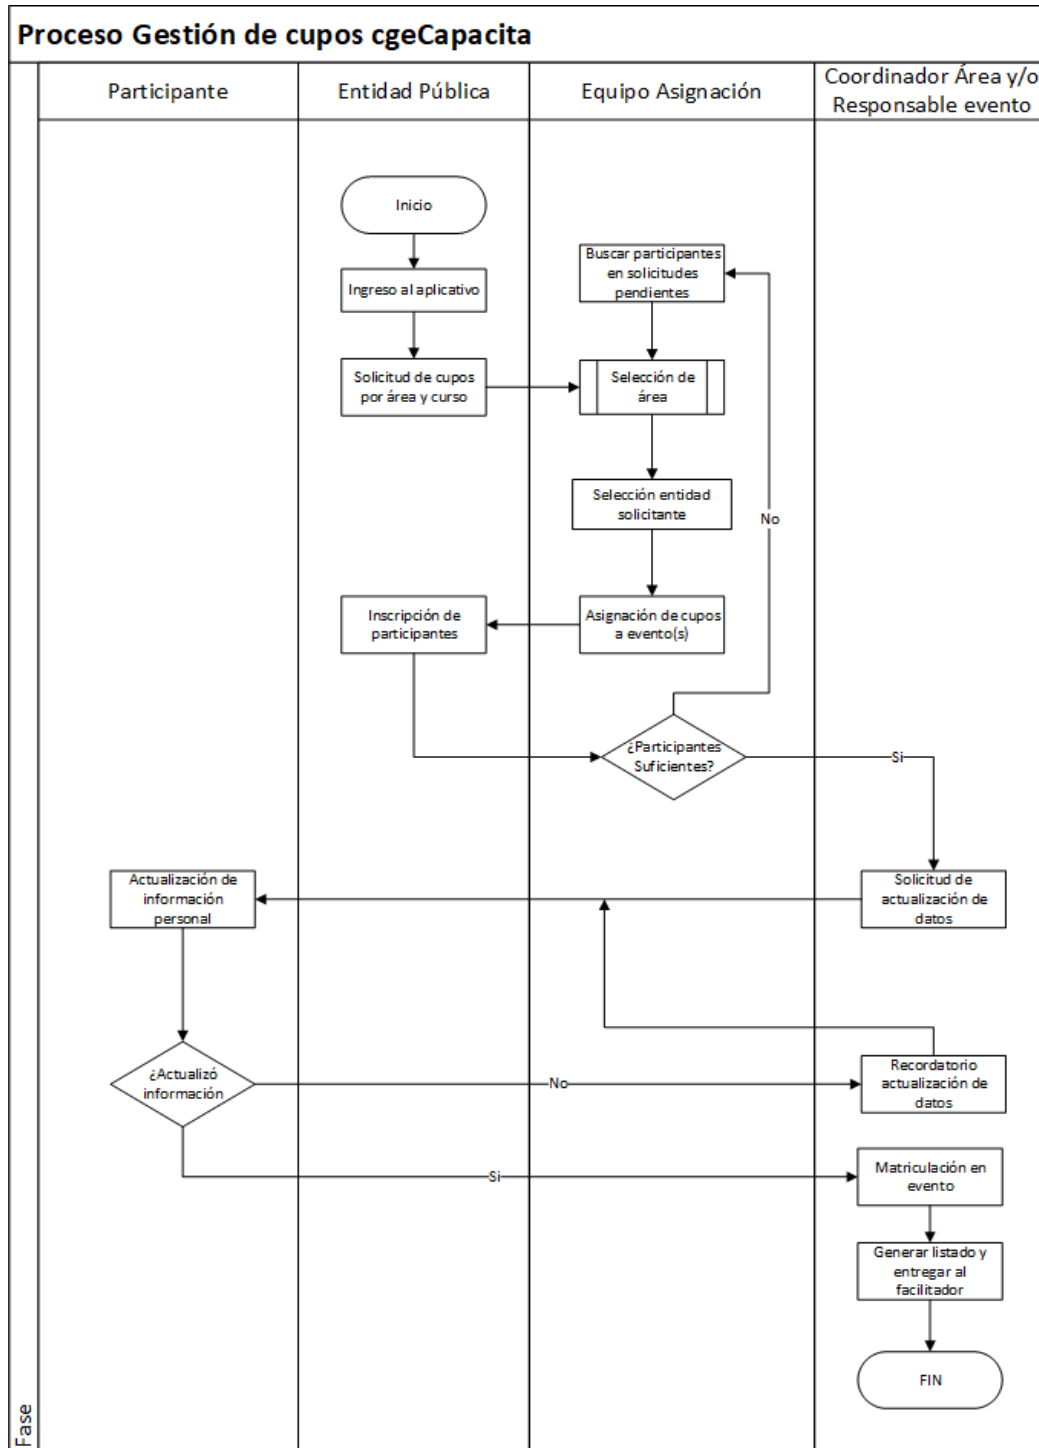 Proceso Gestión de cupos cgeCapacita
Participante
Entidad Pública
Equipo Asignación
Coordinador Área y/o
Responsable evento
Inicio
Buscar participantes
en solicitudes
pendientes
Ingreso al aplicativo
Solicitud de cupos
por área y curso
Selección de
área
Selección entidad
solicitante
No
Inscripción de
participantes
Asignación de cupos
a evento(s)
¿Participantes
Suficientes?
Si
Actualización de
información
personal
Solicitud de
actualización de
datos
¿Actualizó
información
No
Recordatorio
actualización de
datos
Si
Matriculación en
evento
Generar listado y
entregar al
facilitador
FIN
Fase